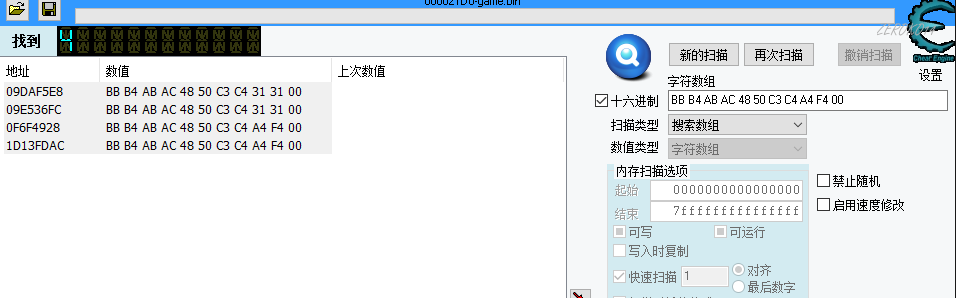 000021D0-game.bin
找到 4
新的扫描 再次扫描 撤销扫描
Cheat Engine
设置
地址 数值 上次数值
字符数组
09DAF5E8 BB B4 AB AC 48 50 C3 C4 31 31 00
十六进制 BB B4 AB AC 48 50 C3 C4 A4 F4 00
09E536FC BB B4 AB AC 48 50 C3 C4 31 31 00
扫描类型 搜索数组
0F6F4928 BB B4 AB AC 48 50 C3 C4 A4 F4 00
1D13FDAC BB B4 AB AC 48 50 C3 C4 A4 F4 00
数值类型 字符数组
内存扫描选项
起始 0000000000000000
禁止随机
结束 7fffffffffffffff
启用速度修改
可写 可运行
写入时复制
快速扫描 1 对齐
最后数字